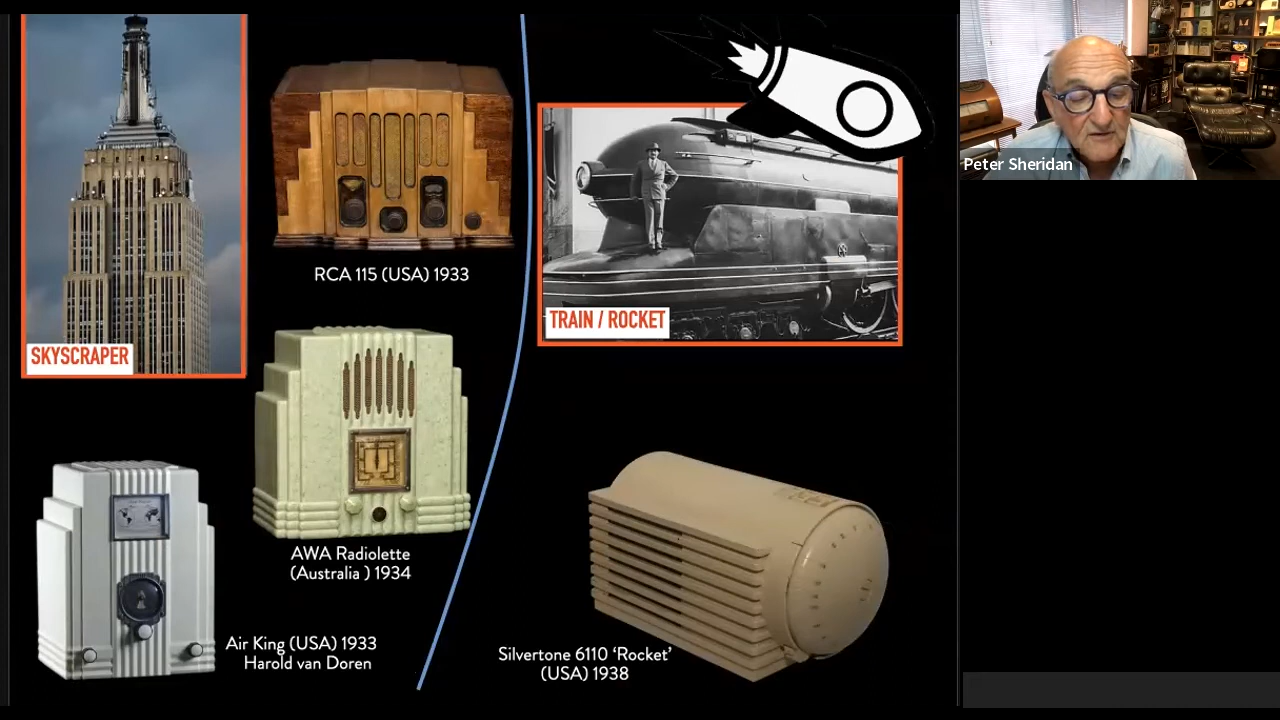 SKYSCRAPER
RCA 115 (USA) 1933
AWA Radiolette
(Australia ) 1934
Air King (USA) 1933
Harold van Doren
TRAIN / ROCKET
Silvertone 6110 ‘Rocket’
(USA) 1938
Peter Sheridan